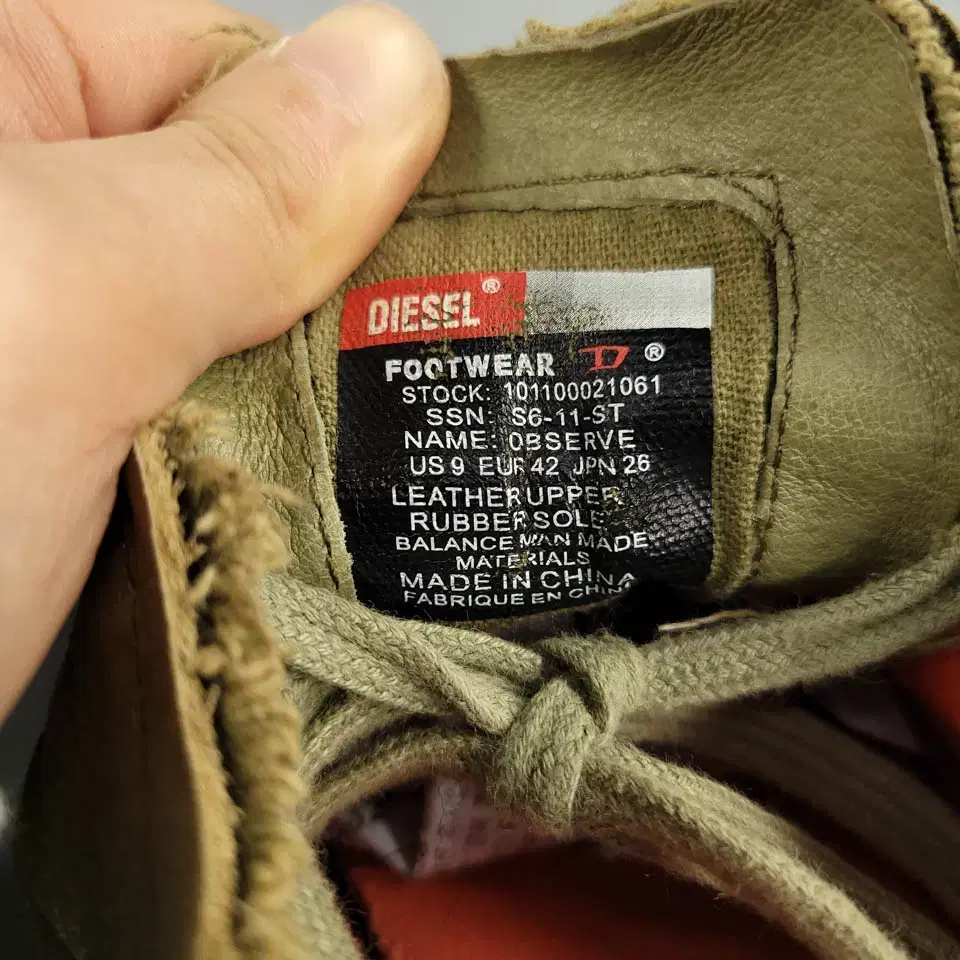 DIESEL®
FOOTWEAR D®
STOCK: 101100021061
SSN: S6-11-ST
NAME: OBSERVE
US 9 EUR 42 JPN 26
LEATHER UPPER
RUBBER SOLE
BALANCE MAN MADE
MATERIALS
MADE IN CHINA
FABRIQUE EN CHINA